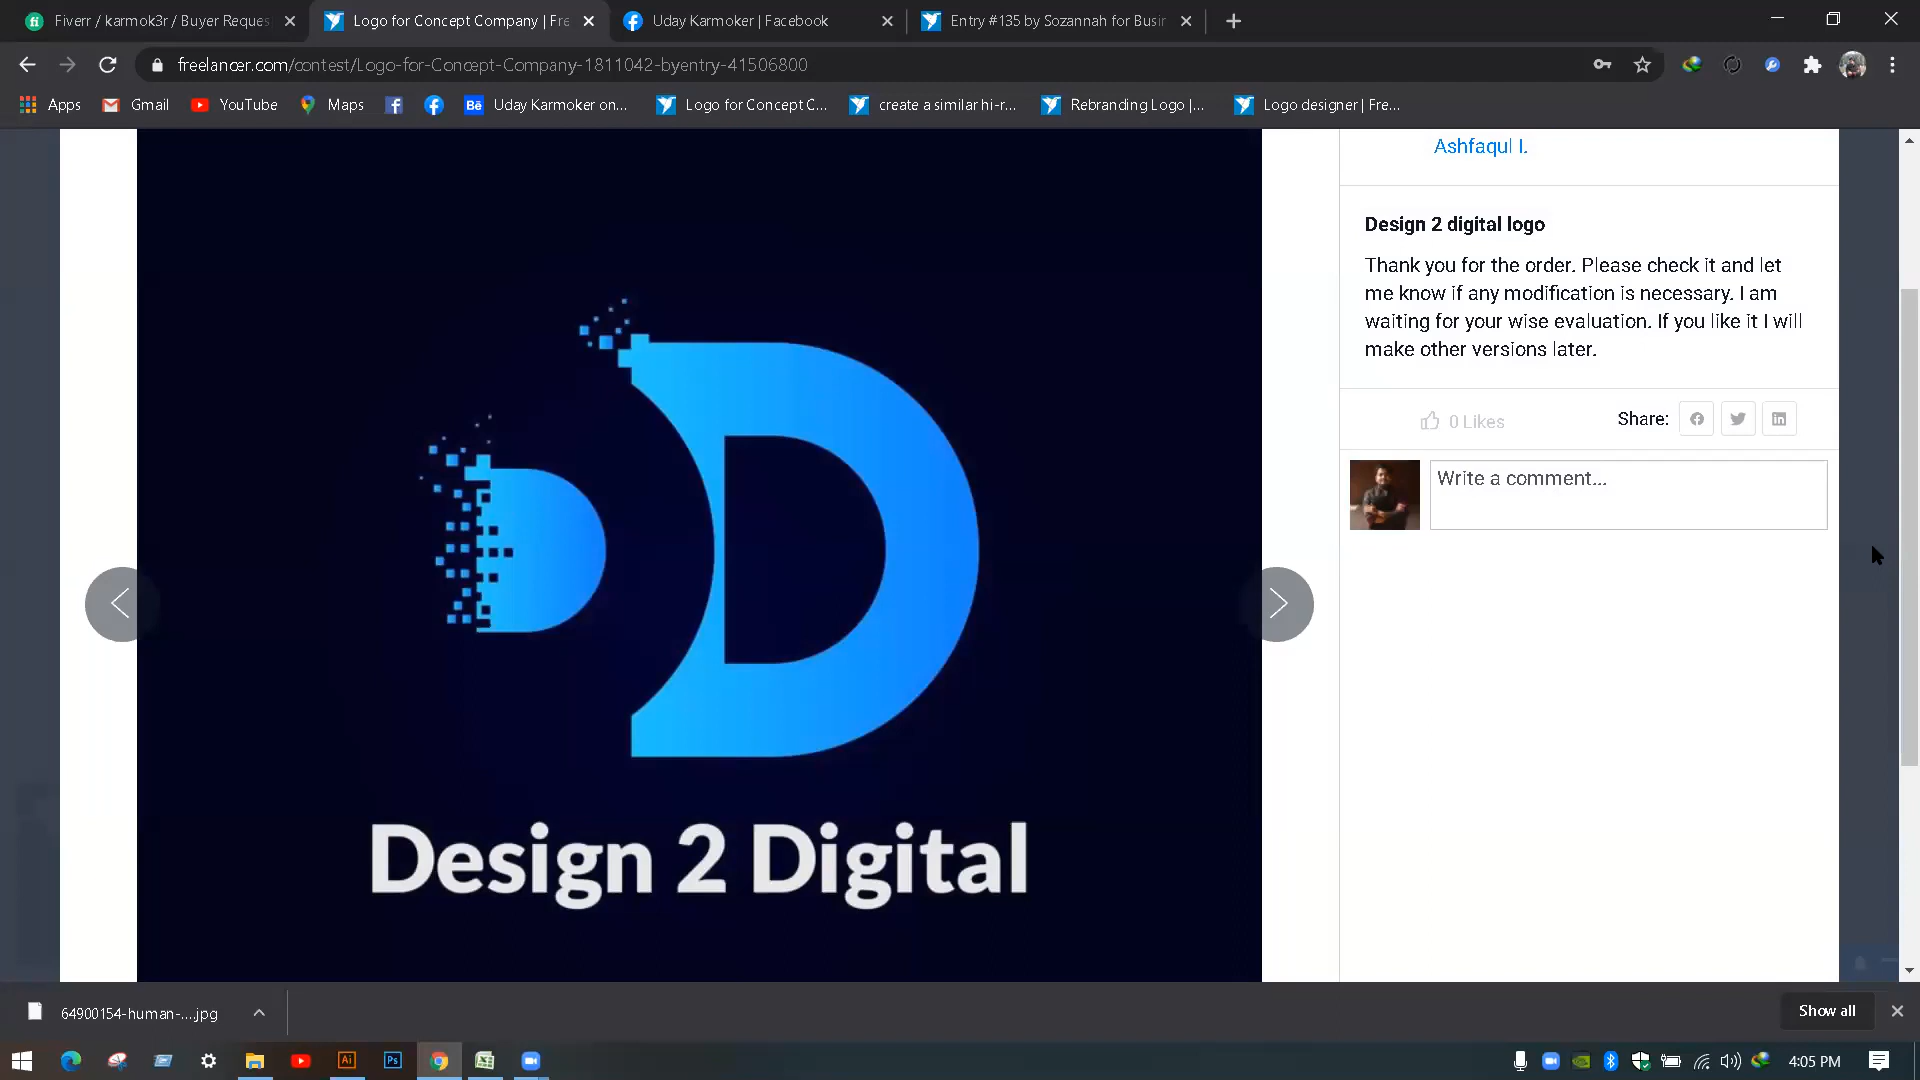 Fiverr / karmok3r / Buyer Reques
Logo for Concept Company | Fre
Uday Karmoker | Facebook
Entry #135 by Sozannah for Busir
freelancer.com/contest/Logo-for-Concept-Company-1811042-byentry-41506800
Apps
Gmail
YouTube
Maps
Bē
Uday Karmoker on...
Logo for Concept C...
create a similar hi-r...
Rebranding Logo |...
Logo designer | Fre...
Ashfaqul I.
Design 2 digital logo
Thank you for the order. Please check it and let
me know if any modification is necessary. I am
waiting for your wise evaluation. If you like it I will
make other versions later.
0 Likes
Share:
Write a comment...
Design 2 Digital
64900154-human-....jpg
Show all
Ai
Ps
4:05 PM